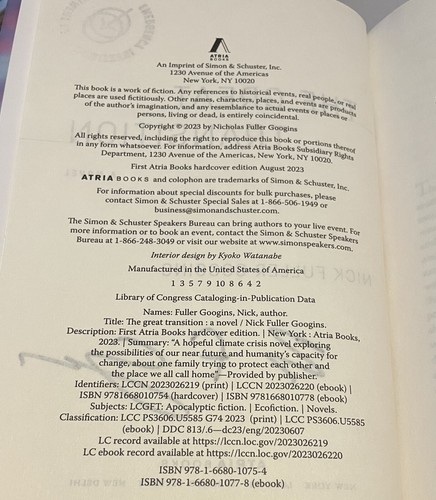 ATRIA
BOOKS
An Imprint of Simon & Schuster, Inc.
1230 Avenue of the Americas
New York, NY 10020
This book is a work of fiction. Any references to historical events, real people, or real
places are used fictitiously. Other names, characters, places, and events are products
of the author's imagination, and any resemblance to actual events or places or
persons, living or dead, is entirely coincidental.
Copyright © 2023 by Nicholas Fuller Googins
All rights reserved, including the right to reproduce this book or portions thereof
in any form whatsoever. For information, address Atria Books Subsidiary Rights
Department, 1230 Avenue of the Americas, New York, NY 10020.
First Atria Books hardcover edition August 2023
ATRIA BOOKS and colophon are trademarks of Simon & Schuster, Inc.
For information about special discounts for bulk purchases, please
contact Simon & Schuster Special Sales at 1-866-506-1949 or
business@simonandschuster.com.
The Simon & Schuster Speakers Bureau can bring authors to your live event. For
more information or to book an event, contact the Simon & Schuster Speakers
Bureau at 1-866-248-3049 or visit our website at www.simonspeakers.com.
Interior design by Kyoko Watanabe
Manufactured in the United States of America
1 3 5 7 9 10 8 6 4 2
Library of Congress Cataloging-in-Publication Data
Names: Fuller Googins, Nick, author.
Title: The great transition : a novel / Nick Fuller Googins.
Description: First Atria Books hardcover edition. | New York : Atria Books,
2023. | Summary: "A hopeful climate crisis novel exploring
the possibilities of our near future and humanity's capacity for
change, about one family trying to protect each other and
the place we all call home"—Provided by publisher.
Identifiers: LCCN 2023026219 (print) | LCCN 2023026220 (ebook) |
ISBN 9781668010754 (hardcover) | ISBN 9781668010778 (ebook)
Subjects: LCGFT: Apocalyptic fiction. | Ecofiction. | Novels.
Classification: LCC PS3606.U5585 G74 2023 (print) | LCC PS3606.U5585
(ebook) | DDC 813/.6—dc23/eng/20230607
LC record available at https://lccn.loc.gov/2023026219
LC ebook record available at https://lccn.loc.gov/2023026220
ISBN 978-1-6680-1075-4
ISBN 978-1-6680-1077-8 (ebook)